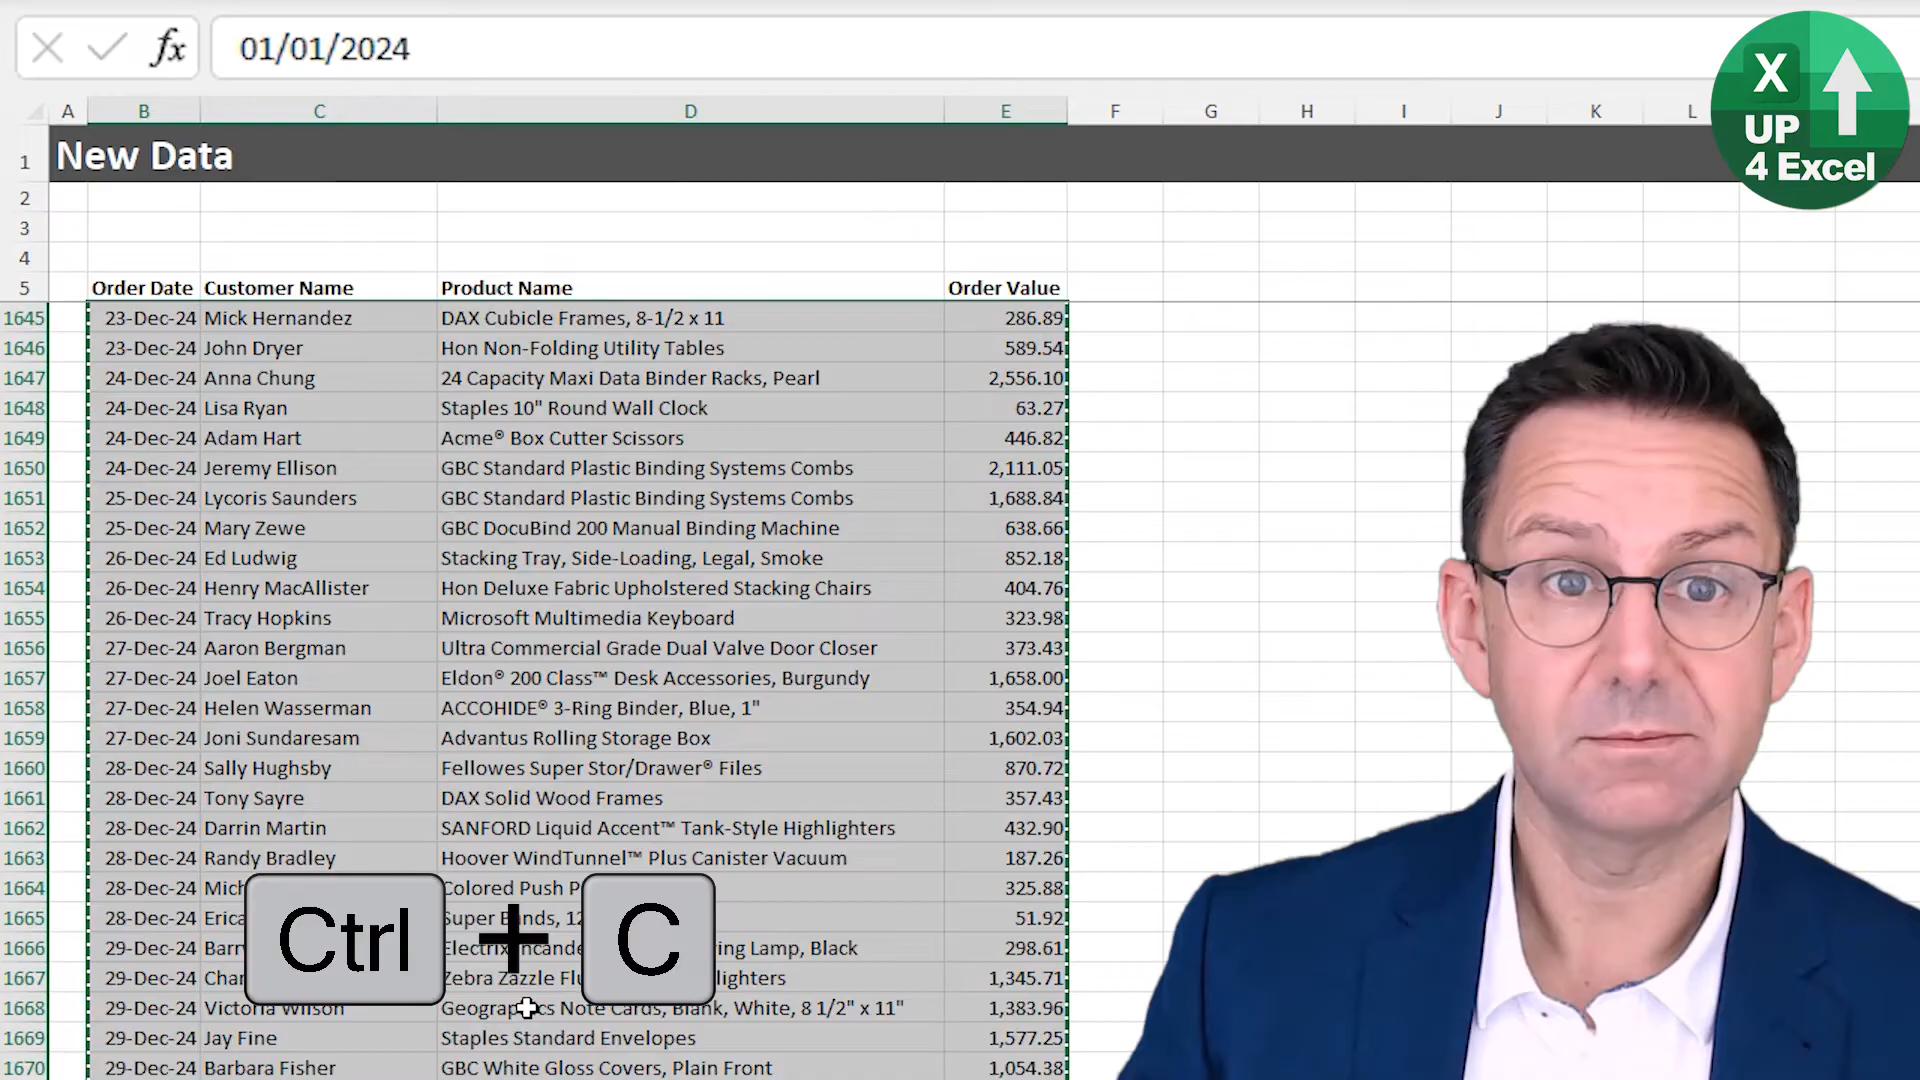 fx 01/01/2024
X
UP
4 Excel
A B C D E F G H I J K L
1 New Data
2
3
4
5 Order Date Customer Name Product Name Order Value
1645 23-Dec-24 Mick Hernandez DAX Cubicle Frames, 8-1/2 x 11 286.89
1646 23-Dec-24 John Dryer Hon Non-Folding Utility Tables 589.54
1647 24-Dec-24 Anna Chung 24 Capacity Maxi Data Binder Racks, Pearl 2,556.10
1648 24-Dec-24 Lisa Ryan Staples 10" Round Wall Clock 63.27
1649 24-Dec-24 Adam Hart Acme® Box Cutter Scissors 446.82
1650 24-Dec-24 Jeremy Ellison GBC Standard Plastic Binding Systems Combs 2,111.05
1651 25-Dec-24 Lycoris Saunders GBC Standard Plastic Binding Systems Combs 1,688.84
1652 25-Dec-24 Mary Zewe GBC DocuBind 200 Manual Binding Machine 638.66
1653 26-Dec-24 Ed Ludwig Stacking Tray, Side-Loading, Legal, Smoke 852.18
1654 26-Dec-24 Henry MacAllister Hon Deluxe Fabric Upholstered Stacking Chairs 404.76
1655 26-Dec-24 Tracy Hopkins Microsoft Multimedia Keyboard 323.98
1656 27-Dec-24 Aaron Bergman Ultra Commercial Grade Dual Valve Door Closer 373.43
1657 27-Dec-24 Joel Eaton Eldon® 200 Class™ Desk Accessories, Burgundy 1,658.00
1658 27-Dec-24 Helen Wasserman ACCOHIDE® 3-Ring Binder, Blue, 1" 354.94
1659 27-Dec-24 Joni Sundaresam Advantus Rolling Storage Box 1,602.03
1660 28-Dec-24 Sally Hughsby Fellowes Super Stor/Drawer® Files 870.72
1661 28-Dec-24 Tony Sayre DAX Solid Wood Frames 357.43
1662 28-Dec-24 Darrin Martin SANFORD Liquid Accent™ Tank-Style Highlighters 432.90
1663 28-Dec-24 Randy Bradley Hoover WindTunnel™ Plus Canister Vacuum 187.26
1664 28-Dec-24 Colored Push 325.88
1665 28-Dec-24 Super Bands, 51.92
1666 29-Dec-24 Lamp, Black 298.61
1667 29-Dec-24 Zebra Zazzle 1,345.71
1668 29-Dec-24 Victoria Wilson Note Cards, Blank, White, 8 1/2" x 11" 1,383.96
1669 29-Dec-24 Jay Fine Staples Standard Envelopes 1,577.25
1670 29-Dec-24 Barbara Fisher GBC White Gloss Covers, Plain Front 1,054.38
Ctrl + C